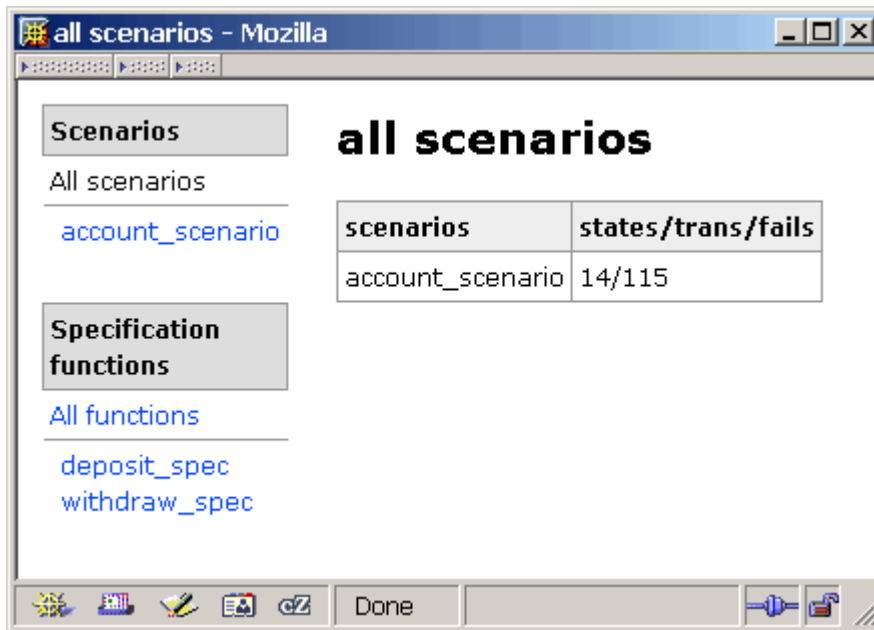 all scenarios - Mozilla
Scenarios
All scenarios
account_scenario
Specification
functions
All functions
deposit_spec
withdraw_spec
all scenarios
scenarios states/trans/fails
account_scenario 14/115
Done